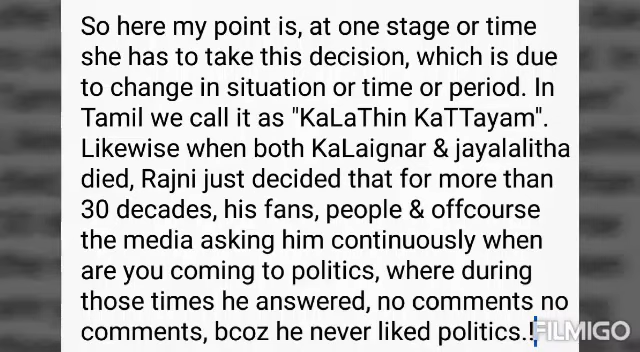 So here my point is, at one stage or time
she has to take this decision, which is due
to change in situation or time or period. In
Tamil we call it as "KaLaThin KaTTayam".
Likewise when both KaLaignar & jayalalitha
died, Rajni just decided that for more than
30 decades, his fans, people & offcourse
the media asking him continuously when
are you coming to politics, where during
those times he answered, no comments no
comments, bcoz he never liked politics.!
FILMIGO